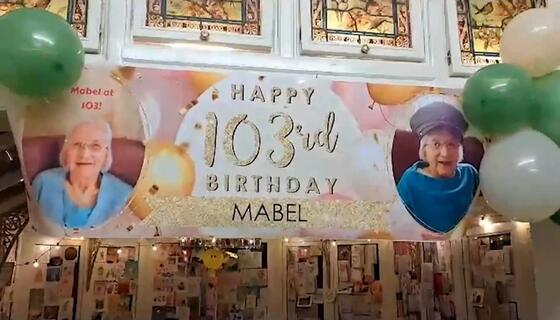 HAPPY
103rd
BIRTHDAY
MABEL
Mabel at
103!